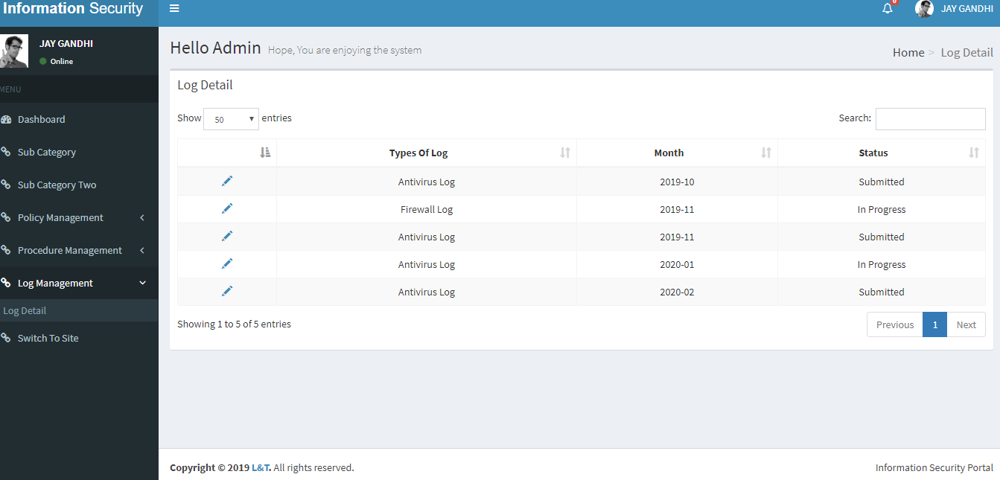 Information Security
0
JAY GANDHI
JAY GANDHI
Online
MENU
Dashboard
Sub Category
Sub Category Two
Policy Management
Procedure Management
Log Management
Log Detail
Switch To Site
Hello Admin Hope, You are enjoying the system
Home > Log Detail
Log Detail
Show 50 entries Search:
Types Of Log Month Status
Antivirus Log 2019-10 Submitted
Firewall Log 2019-11 In Progress
Antivirus Log 2019-11 Submitted
Antivirus Log 2020-01 In Progress
Antivirus Log 2020-02 Submitted
Showing 1 to 5 of 5 entries Previous 1 Next
Copyright © 2019 L&T. All rights reserved. Information Security Portal